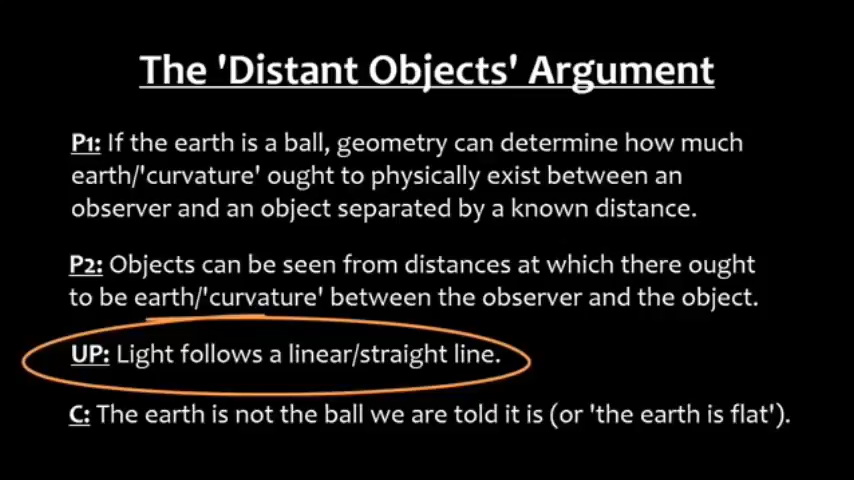 The 'Distant Objects' Argument
P1: If the earth is a ball, geometry can determine how much
earth/'curvature' ought to physically exist between an
observer and an object separated by a known distance.
P2: Objects can be seen from distances at which there ought
to be earth/'curvature' between the observer and the object.
UP: Light follows a linear/straight line.
C: The earth is not the ball we are told it is (or 'the earth is flat').